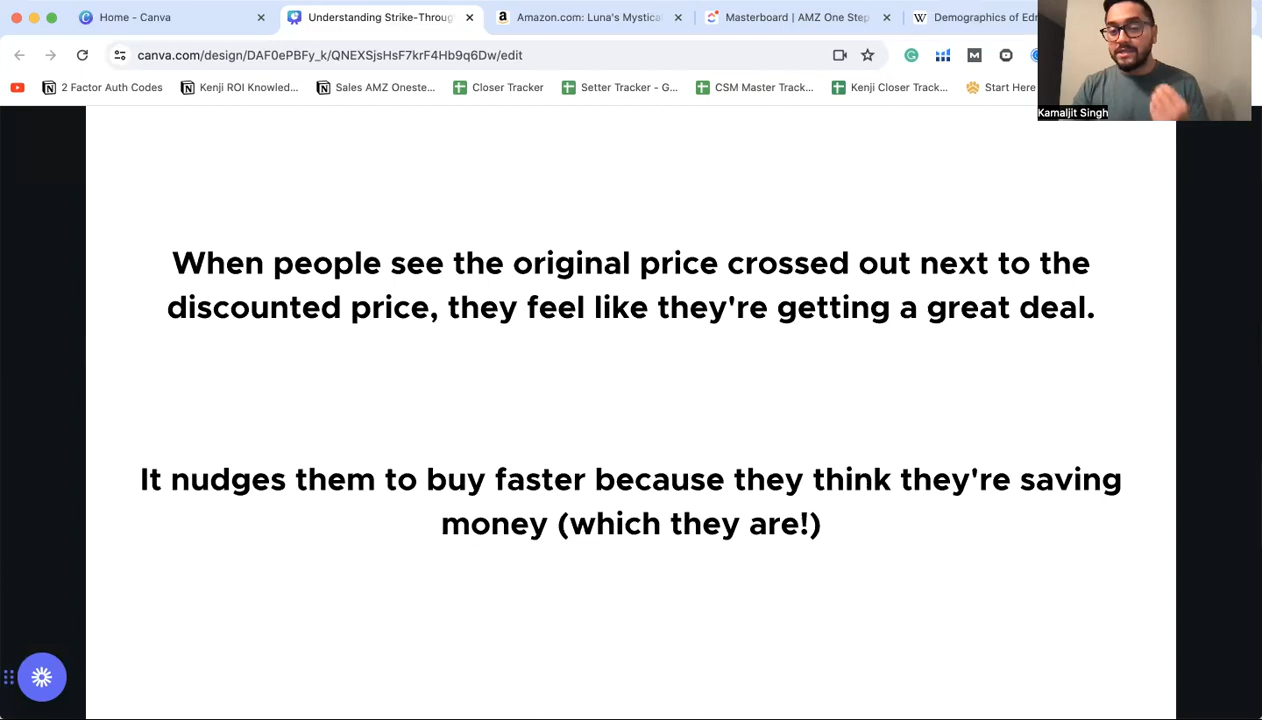 Home - Canva
Understanding Strike-Throug
Amazon.com: Luna's Mystical
Masterboard | AMZ One Step
Demographics of Edm
canva.com/design/DAF0ePBFy_k/QNEXSjsHsF7krF4Hb9q6Dw/edit
2 Factor Auth Codes
Kenji ROI Knowled...
Sales AMZ Oneste...
Closer Tracker
Setter Tracker - G...
CSM Master Track...
Kenji Closer Track...
Start Here
Kamaljit Singh
When people see the original price crossed out next to the
discounted price, they feel like they're getting a great deal.
It nudges them to buy faster because they think they're saving
money (which they are!)